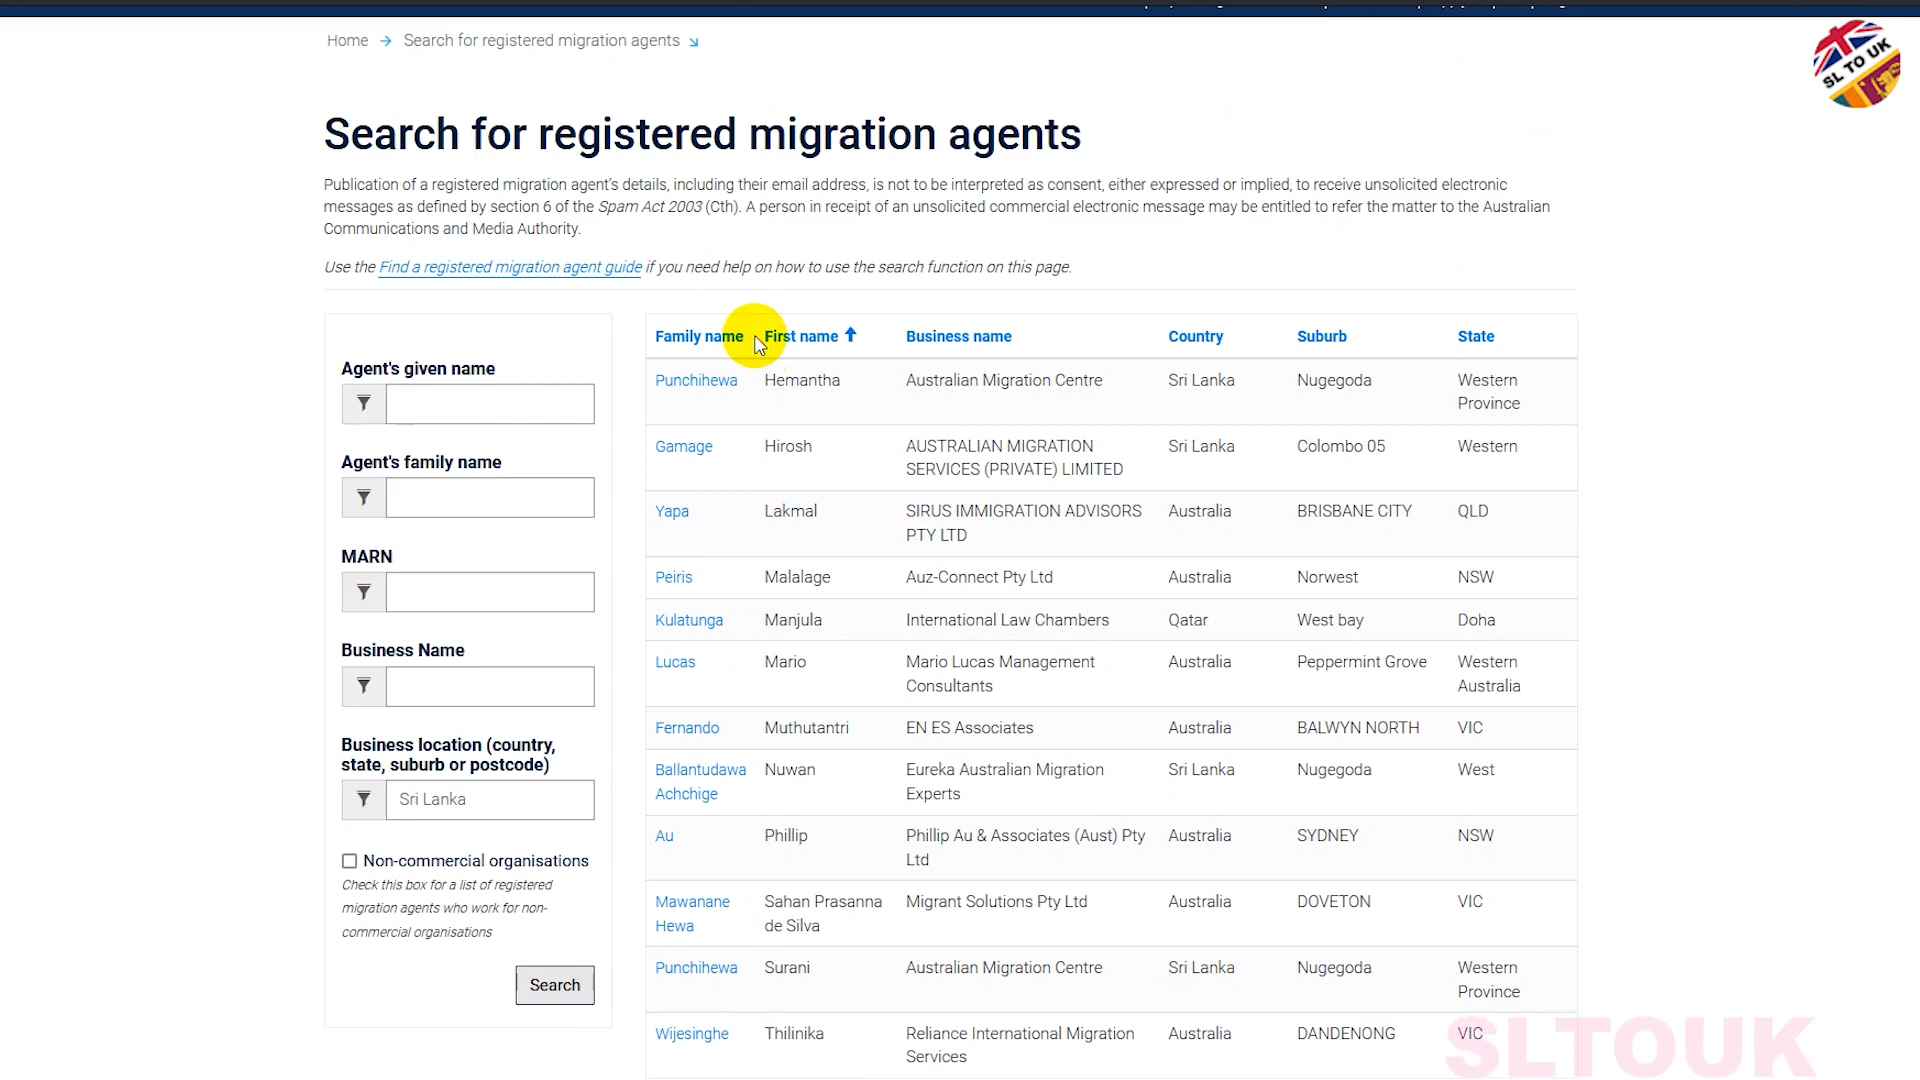 SL TO UK
Home → Search for registered migration agents
Search for registered migration agents
Publication of a registered migration agent's details, including their email address, is not to be interpreted as consent, either expressed or implied, to receive unsolicited electronic
messages as defined by section 6 of the Spam Act 2003 (Cth). A person in receipt of an unsolicited commercial electronic message may be entitled to refer the matter to the Australian
Communications and Media Authority.
Use the Find a registered migration agent guide if you need help on how to use the search function on this page.
Agent's given name
Agent's family name
MARN
Business Name
Business location (country,
state, suburb or postcode)
Sri Lanka
Non-commercial organisations
Check this box for a list of registered
migration agents who work for non-
commercial organisations
Search
Family name First name Business name Country Suburb State
Punchihewa Hemantha Australian Migration Centre Sri Lanka Nugegoda Western
Province
Gamage Hirosh AUSTRALIAN MIGRATION Sri Lanka Colombo 05 Western
SERVICES (PRIVATE) LIMITED
Yapa Lakmal SIRUS IMMIGRATION ADVISORS Australia BRISBANE CITY QLD
PTY LTD
Peiris Malalage Auz-Connect Pty Ltd Australia Norwest NSW
Kulatunga Manjula International Law Chambers Qatar West bay Doha
Lucas Mario Mario Lucas Management Australia Peppermint Grove Western
Consultants Australia
Fernando Muthutantri EN ES Associates Australia BALWYN NORTH VIC
Ballantudawa Nuwan Eureka Australian Migration Sri Lanka Nugegoda West
Achchige Experts
Au Phillip Phillip Au & Associates (Aust) Pty Australia SYDNEY NSW
Ltd
Mawanane Sahan Prasanna Migrant Solutions Pty Ltd Australia DOVETON VIC
Hewa de Silva
Punchihewa Surani Australian Migration Centre Sri Lanka Nugegoda Western
Province
Wijesinghe Thilinika Reliance International Migration Australia DANDENONG VIC
Services
SLTOUK